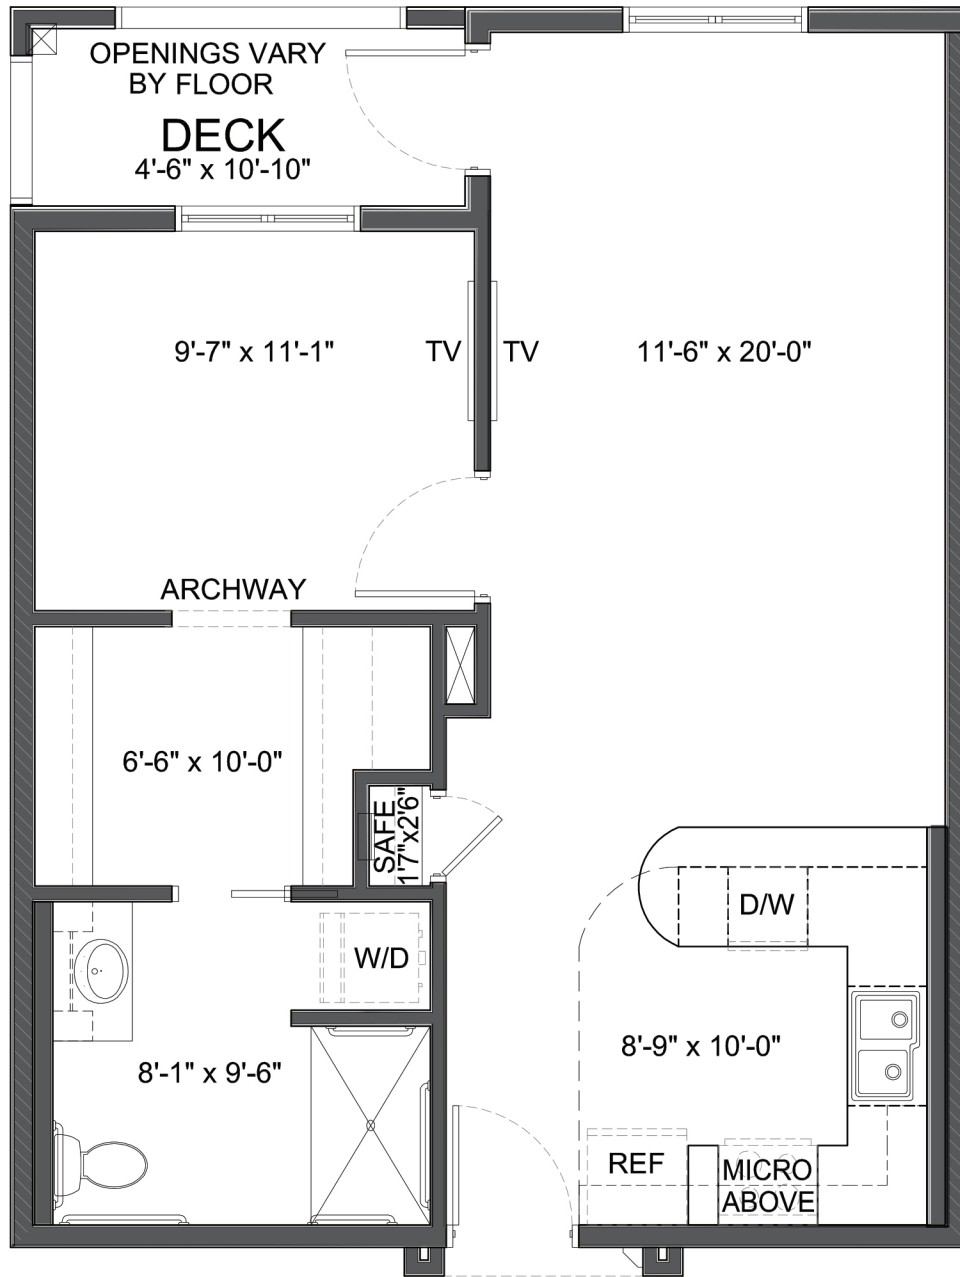 OPENINGS VARY
BY FLOOR
DECK
4'-6" x 10'-10"
9'-7" x 11'-1"
TV
TV
11'-6" x 20'-0"
ARCHWAY
6'-6" x 10'-0"
SAFE
1'7"x2'6"
D/W
W/D
8'-9" x 10'-0"
8'-1" x 9'-6"
REF
MICRO
ABOVE